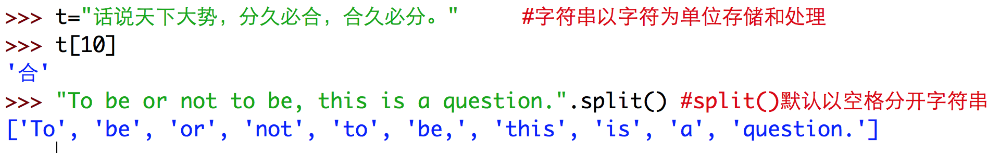 >>> t="话说天下大势，分久必合，合久必分。" #字符串以字符为单位存储和处理
>>> t[10]
'合'
>>> "To be or not to be, this is a question.".split() #split()默认以空格分开字符串
['To', 'be', 'or', 'not', 'to', 'be,', 'this', 'is', 'a', 'question.']